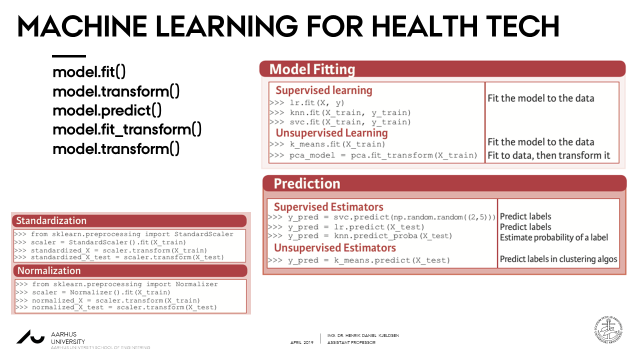 MACHINE LEARNING FOR HEALTH TECH
model.fit()
model.transform()
model.predict()
model.fit_transform()
model.transform()
Model Fitting
Supervised learning
>>> lr.fit(X, y)
Fit the model to the data
>>> knn.fit(X_train, y_train)
>>> svc.fit(X_train, y_train)
Unsupervised Learning
>>> k_means.fit(X_train)
Fit the model to the data
>>> pca_model = pca.fit_transform(X_train)
Fit to data, then transform it
Prediction
Supervised Estimators
>>> y_pred = svc.predict(np.random.random((2,5)))
Predict labels
>>> y_pred = lr.predict(X_test)
Predict labels
>>> y_pred = knn.predict_proba(X_test)
Estimate probability of a label
Unsupervised Estimators
>>> y_pred = k_means.predict(X_test)
Predict labels in clustering algos
Standardization
>>> from sklearn.preprocessing import StandardScaler
>>> scaler = StandardScaler().fit(X_train)
>>> standardized_X = scaler.transform(X_train)
>>> standardized_X_test = scaler.transform(X_test)
Normalization
>>> from sklearn.preprocessing import Normalizer
>>> scaler = Normalizer().fit(X_train)
>>> normalized_X = scaler.transform(X_train)
>>> normalized_X_test = scaler.transform(X_test)
AARHUS
UNIVERSITY
APRIL 2019
ASSISTANT PROFESSOR